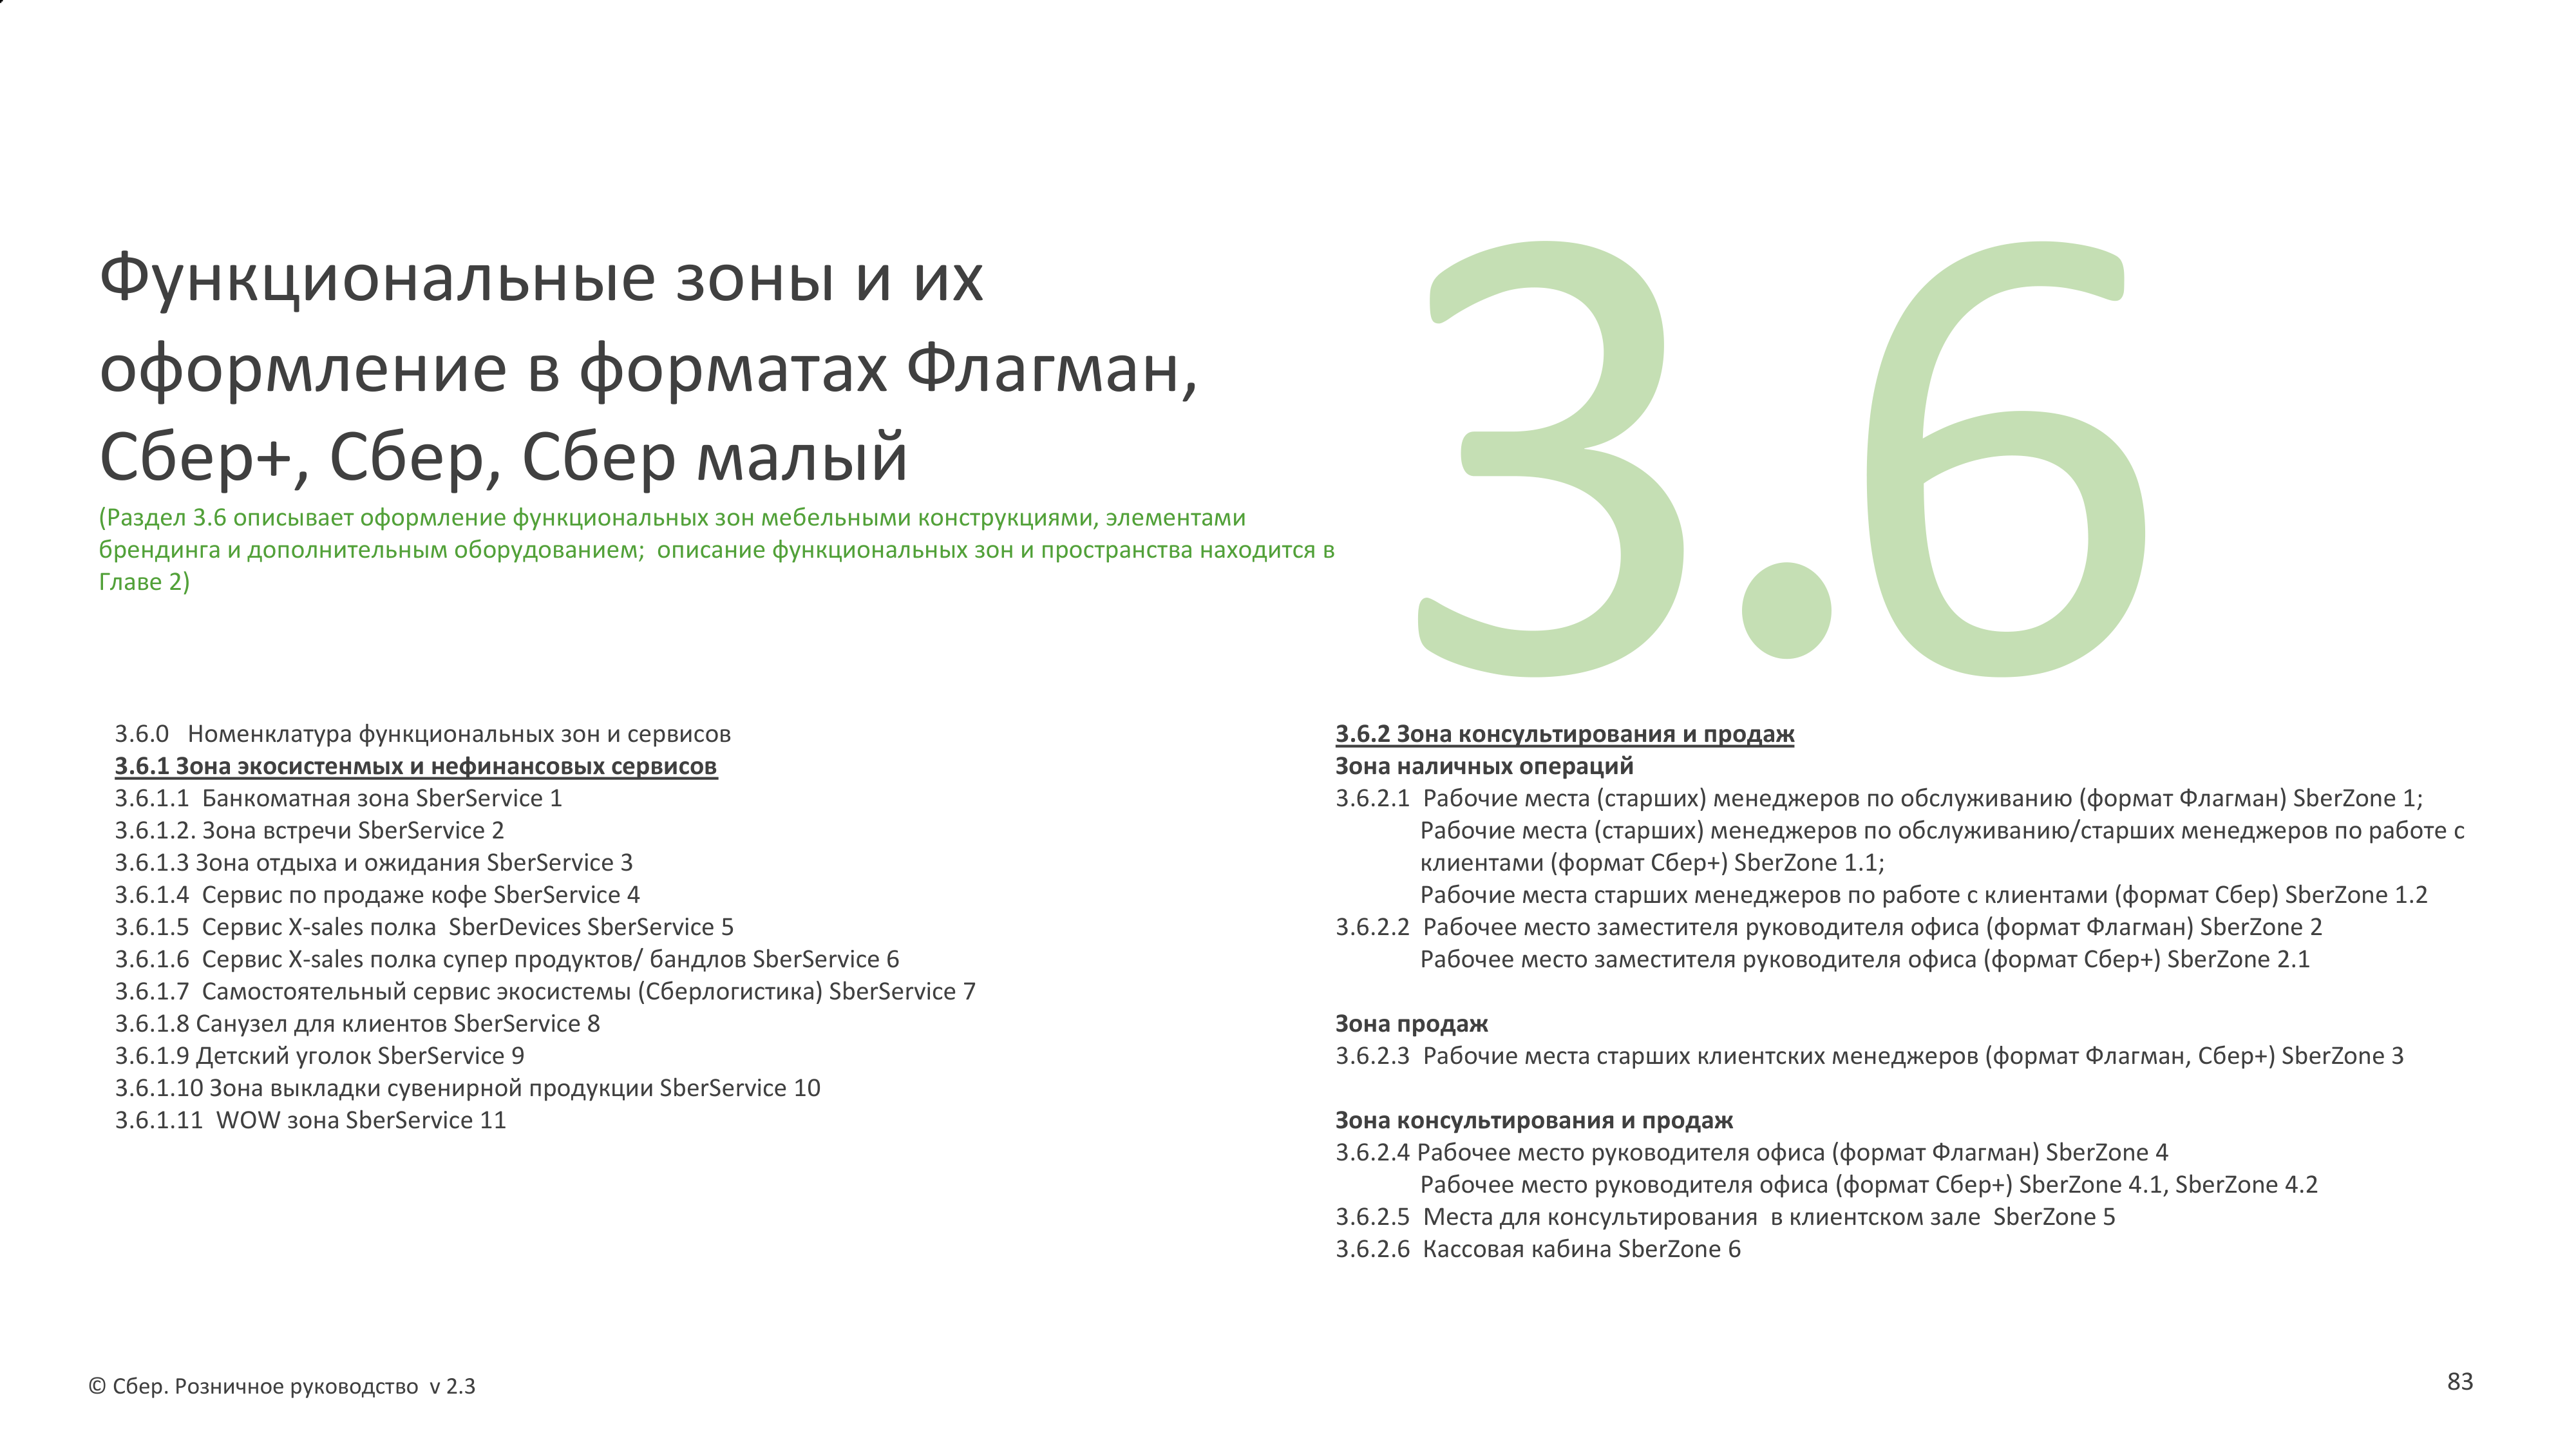 Функциональные зоны и их
оформление в форматах Флагман,
Сбер+, Сбер, Сбер малый
(Раздел 3.6 описывает оформление функциональных зон мебельными конструкциями, элементами
брендинга и дополнительным оборудованием;  описание функциональных зон и пространства находится в
Главе 2)
3.6
3.6.0   Номенклатура функциональных зон и сервисов
3.6.1 Зона экосистенмых и нефинансовых сервисов
3.6.1.1  Банкоматная зона SberService 1
3.6.1.2. Зона встречи SberService 2
3.6.1.3 Зона отдыха и ожидания SberService 3
3.6.1.4  Сервис по продаже кофе SberService 4
3.6.1.5  Сервис X-sales полка  SberDevices SberService 5
3.6.1.6  Сервис X-sales полка супер продуктов/ бандлов SberService 6
3.6.1.7  Самостоятельный сервис экосистемы (Сберлогистика) SberService 7
3.6.1.8 Санузел для клиентов SberService 8
3.6.1.9 Детский уголок SberService 9
3.6.1.10 Зона выкладки сувенирной продукции SberService 10
3.6.1.11  WOW зона SberService 11
3.6.2 Зона консультирования и продаж
Зона наличных операций
3.6.2.1  Рабочие места (старших) менеджеров по обслуживанию (формат Флагман) SberZone 1;
Рабочие места (старших) менеджеров по обслуживанию/старших менеджеров по работе с
клиентами (формат Сбер+) SberZone 1.1;
Рабочие места старших менеджеров по работе с клиентами (формат Сбер) SberZone 1.2
3.6.2.2  Рабочее место заместителя руководителя офиса (формат Флагман) SberZone 2
Рабочее место заместителя руководителя офиса (формат Сбер+) SberZone 2.1
Зона продаж
3.6.2.3  Рабочие места старших клиентских менеджеров (формат Флагман, Сбер+) SberZone 3
Зона консультирования и продаж
3.6.2.4 Рабочее место руководителя офиса (формат Флагман) SberZone 4
Рабочее место руководителя офиса (формат Сбер+) SberZone 4.1, SberZone 4.2
3.6.2.5  Места для консультирования  в клиентском зале  SberZone 5
3.6.2.6  Кассовая кабина SberZone 6
© Сбер. Розничное руководство  v 2.3
83